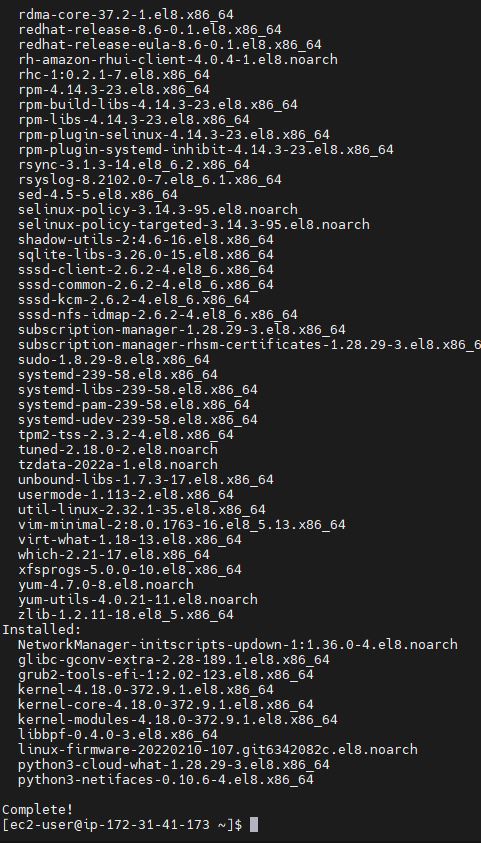 rdma-core-37.2-1.el8.x86_64
redhat-release-8.6-0.1.el8.x86_64
redhat-release-eula-8.6-0.1.el8.x86_64
rh-amazon-rhui-client-4.0.4-1.el8.noarch
rhc-1:0.2.1-7.el8.x86_64
rpm-4.14.3-23.el8.x86_64
rpm-build-libs-4.14.3-23.el8.x86_64
rpm-libs-4.14.3-23.el8.x86_64
rpm-plugin-selinux-4.14.3-23.el8.x86_64
rpm-plugin-systemd-inhibit-4.14.3-23.el8.x86_64
rsync-3.1.3-14.el8_6.2.x86_64
rsyslog-8.2102.0-7.el8_6.1.x86_64
sed-4.5-5.el8.x86_64
selinux-policy-3.14.3-95.el8.noarch
selinux-policy-targeted-3.14.3-95.el8.noarch
shadow-utils-2:4.6-16.el8.x86_64
sqlite-libs-3.26.0-15.el8.x86_64
sssd-client-2.6.2-4.el8_6.x86_64
sssd-common-2.6.2-4.el8_6.x86_64
sssd-kcm-2.6.2-4.el8_6.x86_64
sssd-nfs-idmap-2.6.2-4.el8_6.x86_64
subscription-manager-1.28.29-3.el8.x86_64
subscription-manager-rhsm-certificates-1.28.29-3.el8.x86_6
sudo-1.8.29-8.el8.x86_64
systemd-239-58.el8.x86_64
systemd-libs-239-58.el8.x86_64
systemd-pam-239-58.el8.x86_64
systemd-udev-239-58.el8.x86_64
tpm2-tss-2.3.2-4.el8.x86_64
tuned-2.18.0-2.el8.noarch
tzdata-2022a-1.el8.noarch
unbound-libs-1.7.3-17.el8.x86_64
usermode-1.113-2.el8.x86_64
util-linux-2.32.1-35.el8.x86_64
vim-minimal-2:8.0.1763-16.el8_5.13.x86_64
virt-what-1.18-13.el8.x86_64
which-2.21-17.el8.x86_64
xfsprogs-5.0.0-10.el8.x86_64
yum-4.7.0-8.el8.noarch
yum-utils-4.0.21-11.el8.noarch
zlib-1.2.11-18.el8_5.x86_64
Installed:
NetworkManager-initscripts-updown-1:1.36.0-4.el8.noarch
glibc-gconv-extra-2.28-189.1.el8.x86_64
grub2-tools-efi-1:2.02-123.el8.x86_64
kernel-4.18.0-372.9.1.el8.x86_64
kernel-core-4.18.0-372.9.1.el8.x86_64
kernel-modules-4.18.0-372.9.1.el8.x86_64
libbpf-0.4.0-3.el8.x86_64
linux-firmware-20220210-107.git6342082c.el8.noarch
python3-cloud-what-1.28.29-3.el8.x86_64
python3-netifaces-0.10.6-4.el8.x86_64
Complete!
[ec2-user@ip-172-31-41-173 ~]$